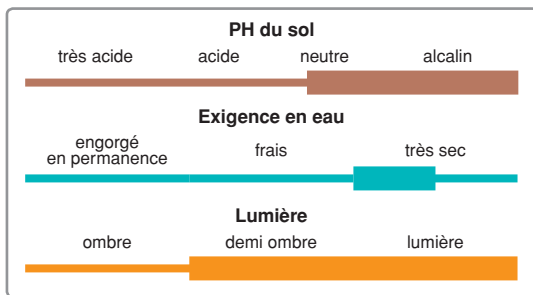 PH du sol
très acide acide neutre alcalin
Exigence en eau
engorgé
en permanence frais très sec
Lumière
ombre demi ombre lumière